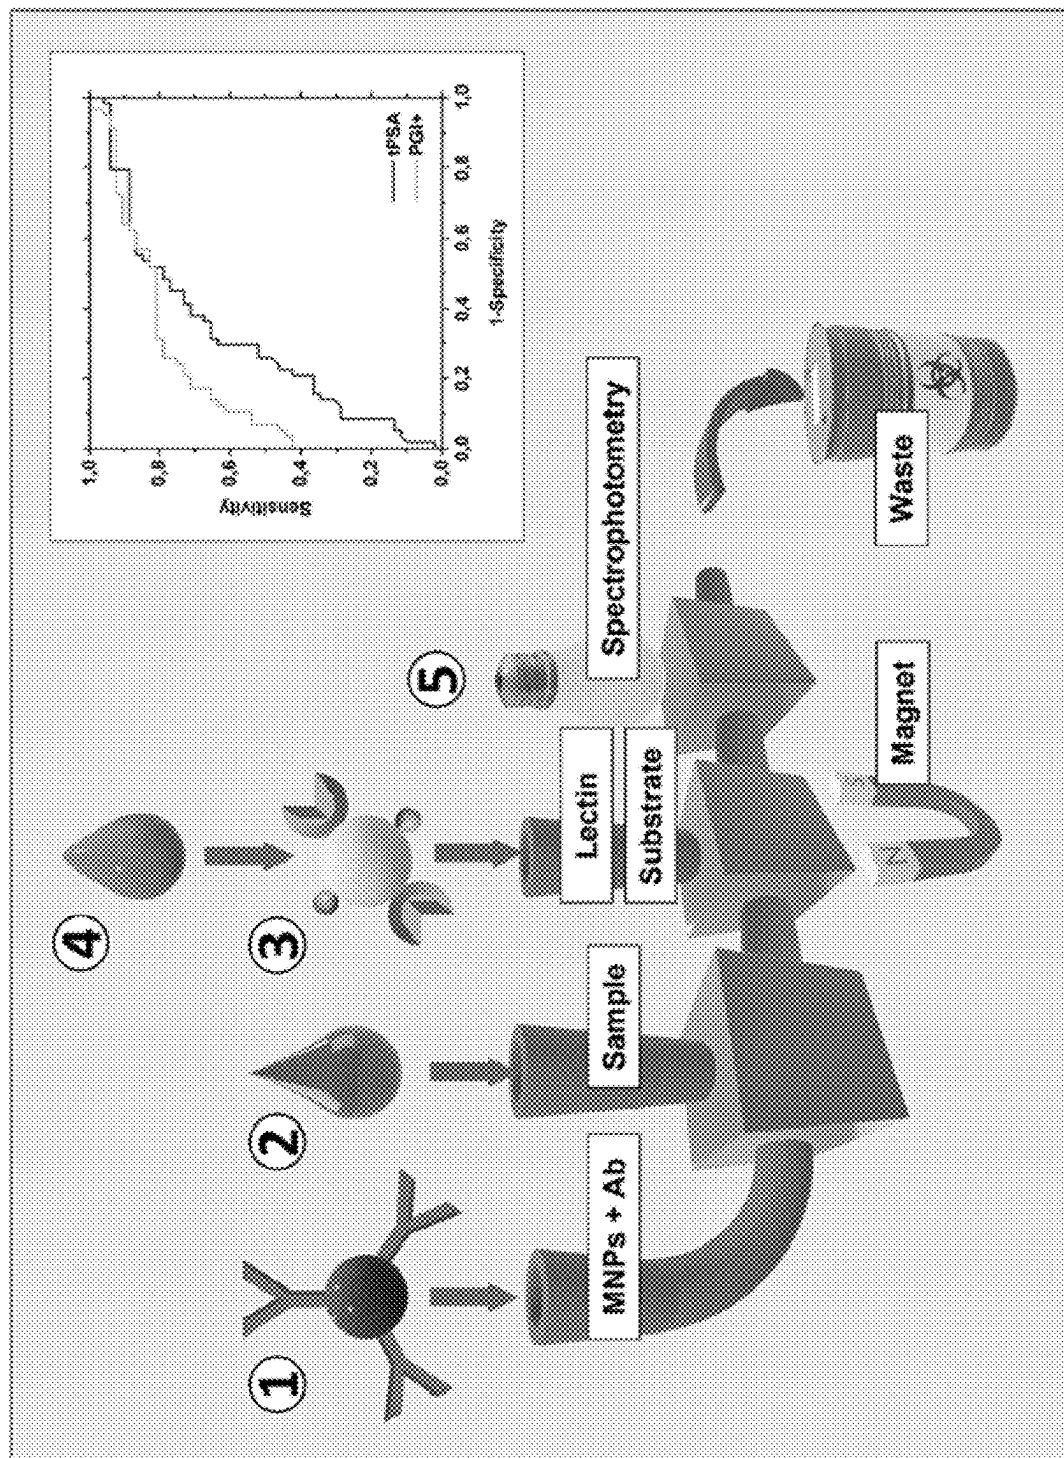 1
MNPs + Ab
2
Sample
4
3
Lectin
Substrate
N
Magnet
5
Spectrophotometry
Waste
Sensitivity
1,0
0,8
0,6
0,4
0,2
0,0
0,0
0,2
0,4
0,6
0,8
1,0
1-Specificity
tPSA
PGI+